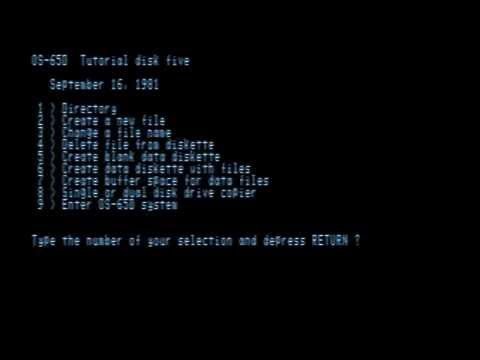 OS-65D  Tutorial disk five
September 16, 1981
1 > Directory
2 > Create a new file
3 > Change a file name
4 > Delete file from diskette
5 > Create blank data diskette
6 > Create data diskette with files
7 > Create buffer space for data files
8 > Single or dual disk drive copier
9 > Enter OS-65D system
Type the number of your selection and depress RETURN ?